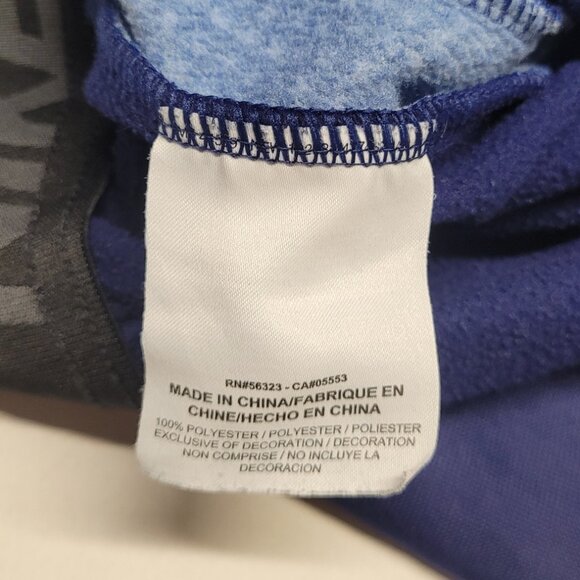 RN#56323 - CA#05553
MADE IN CHINA/FABRIQUE EN
CHINE/HECHO EN CHINA
100% POLYESTER / POLYESTER / POLIESTER
EXCLUSIVE OF DECORATION / DECORATION
NON COMPRISE / NO INCLUYE LA
DECORACION